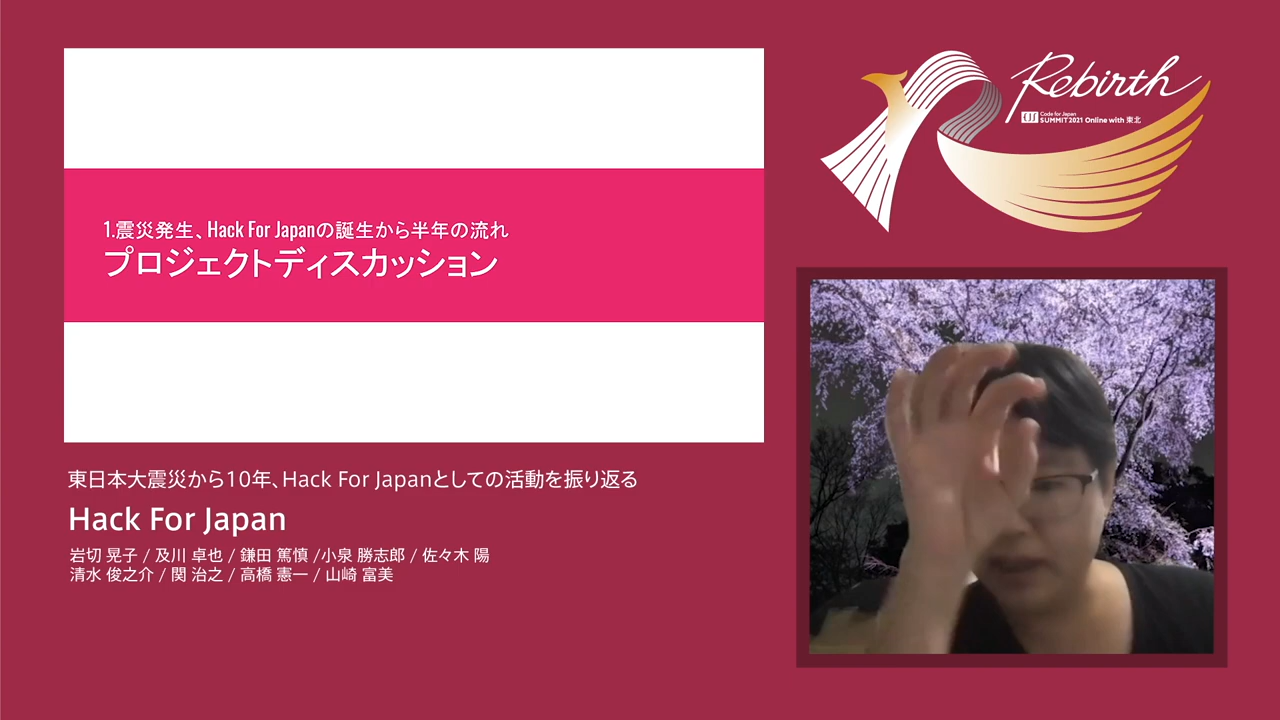 1.震災発生、Hack For Japanの誕生から半年の流れ
プロジェクトディスカッション
Rebirth
CfJ Code for Japan
SUMMIT2021 Online with 東北
東日本大震災から10年、Hack For Japanとしての活動を振り返る
Hack For Japan
岩切 晃子 / 及川 卓也 / 鎌田 篤慎 /小泉 勝志郎 / 佐々木 陽
清水 俊之介 / 関 治之 / 高橋 憲一 / 山崎 富美